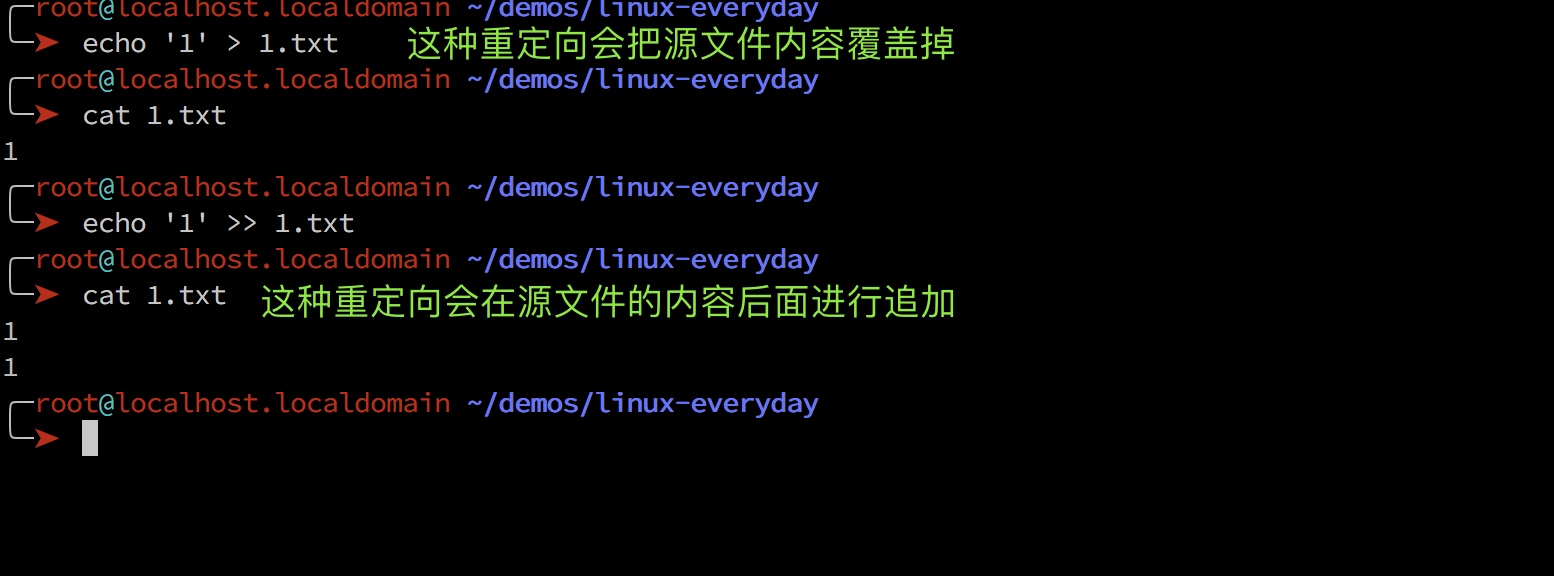 root@localhost.localdomain ~/demos/linux-everyday
echo '1' > 1.txt 这种重定向会把源文件内容覆盖掉
root@localhost.localdomain ~/demos/linux-everyday
cat 1.txt
1
root@localhost.localdomain ~/demos/linux-everyday
echo '1' >> 1.txt
root@localhost.localdomain ~/demos/linux-everyday
cat 1.txt 这种重定向会在源文件的内容后面进行追加
1
1
root@localhost.localdomain ~/demos/linux-everyday